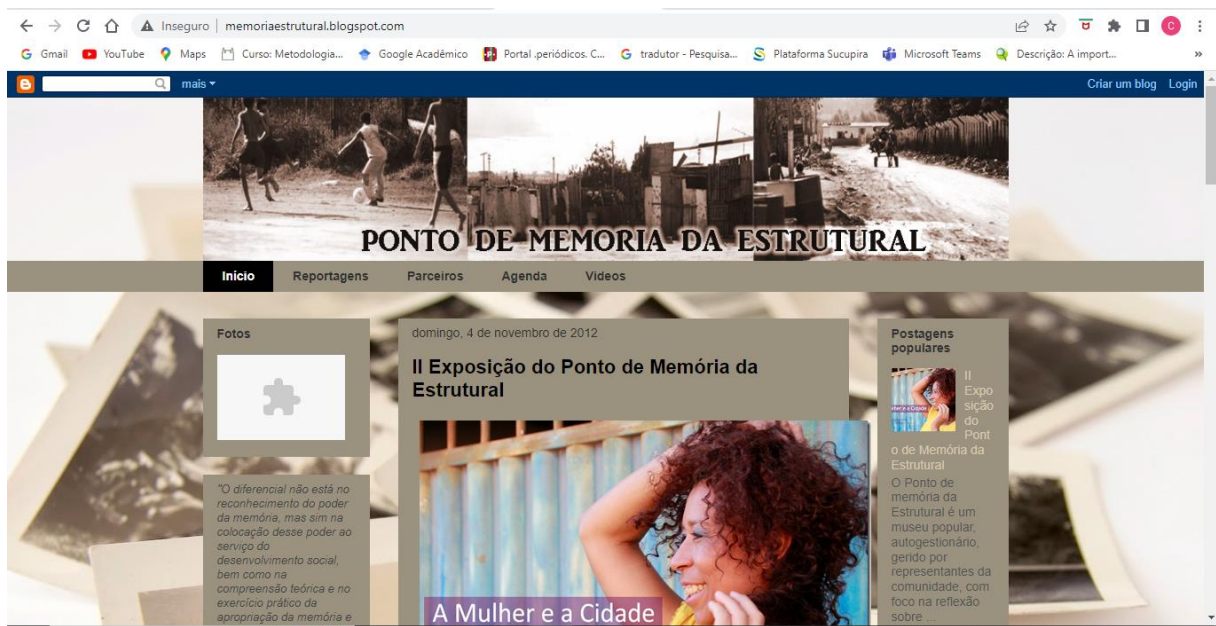 Inseguro | memoriaestrutural.blogspot.com
Gmail YouTube Maps Curso: Metodologia... Google Acadêmico Portal .periódicos. C... tradutor - Pesquisa... Plataforma Sucupira Microsoft Teams Descrição: A import... »
mais Criar um blog Login
PONTO DE MEMORIA DA ESTRUTURAL
Início Reportagens Parceiros Agenda Videos
Fotos
"O diferencial não está no
reconhecimento do poder
da memória, mas sim na
colocação desse poder ao
serviço do
desenvolvimento social,
bem como na
compreensão teórica e no
exercício prático da
apropriação da memória e
domingo, 4 de novembro de 2012
II Exposição do Ponto de Memória da
Estrutural
A Mulher e a Cidade
Postagens
populares
II
Expo
sição
do
Pont
o de Memória da
Estrutural
O Ponto de
memória da
Estrutural é um
museu popular,
autogestionário,
gerido por
representantes da
comunidade, com
foco na reflexão
sobre ...